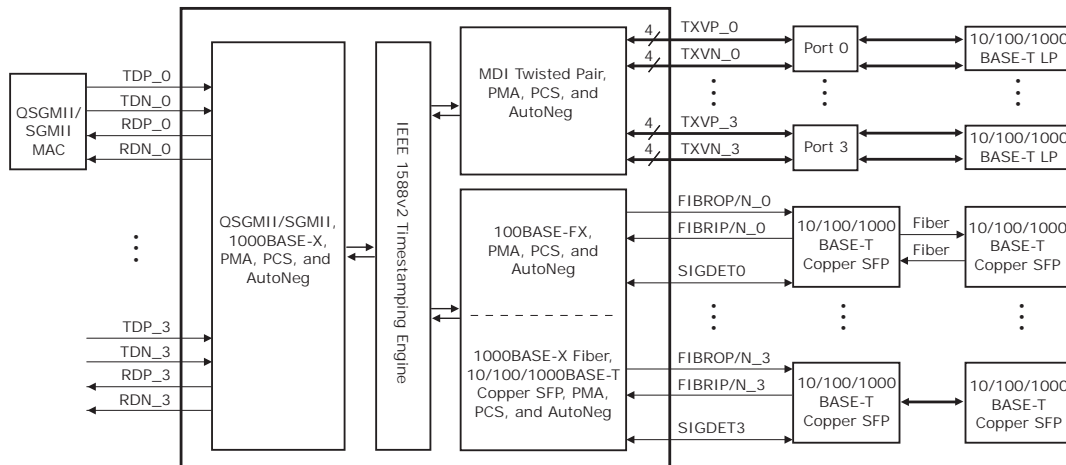 QSGMII/
SGMII
MAC
TDP_0
TDN_0
RDP_0
RDN_0
TDP_3
TDN_3
RDP_3
RDN_3
QSGMII/SGMII,
1000BASE-X,
PMA, PCS, and
AutoNeg
IEEE 1588v2 Timestamping Engine
MDI Twisted Pair,
PMA, PCS, and
AutoNeg
100BASE-FX,
PMA, PCS, and
AutoNeg
1000BASE-X Fiber,
10/100/1000BASE-T
Copper SFP, PMA,
PCS, and AutoNeg
4 TXVP_0
4 TXVN_0
4 TXVP_3
4 TXVN_3
Port 0
Port 3
10/100/1000
BASE-T LP
10/100/1000
BASE-T LP
FIBROP/N_0
FIBRIP/N_0
SIGDET0
10/100/1000
BASE-T
Copper SFP
Fiber
Fiber
10/100/1000
BASE-T
Copper SFP
FIBROP/N_3
FIBRIP/N_3
SIGDET3
10/100/1000
BASE-T
Copper SFP
10/100/1000
BASE-T
Copper SFP